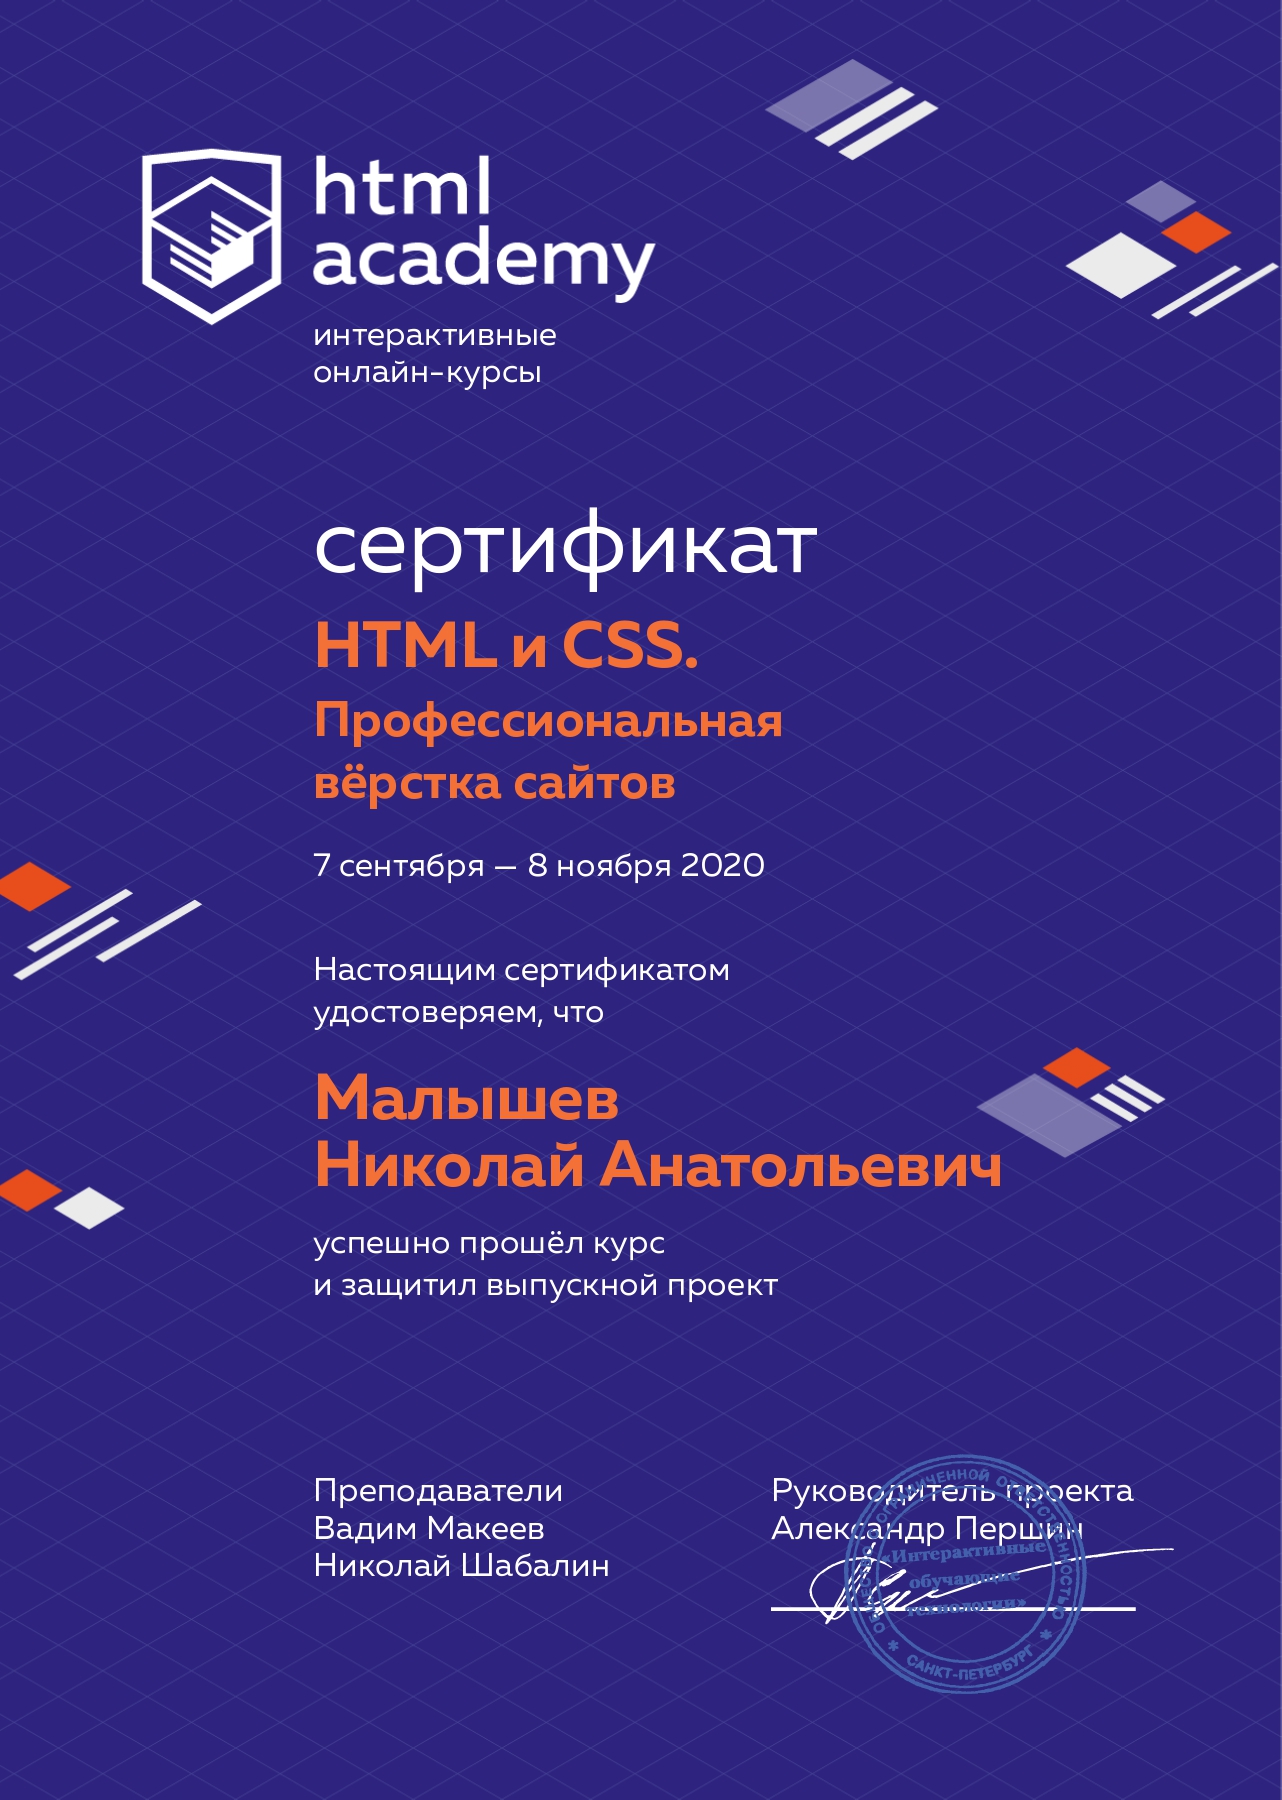 html
academy
интерактивные
онлайн-курсы
сертификат
HTML и CSS.
Профессиональная
вёрстка сайтов
7 сентября — 8 ноября 2020
Настоящим сертификатом
удостоверяем, что
Малышев
Николай Анатольевич
успешно прошёл курс
и защитил выпускной проект
Преподаватели
Вадим Макеев
Николай Шабалин
Руководитель проекта
Александр Першин
«Интерактивные
обучающие
технологии»
САНКТ-ПЕТЕРБУРГ